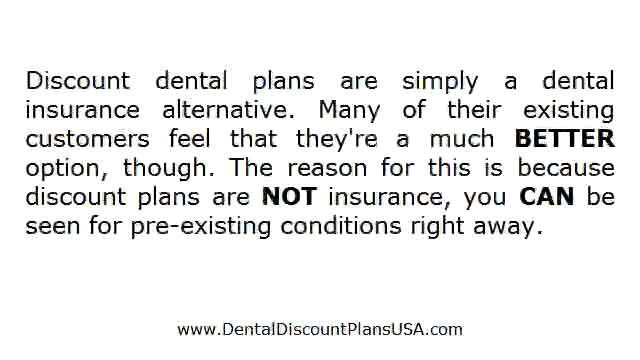 Discount dental plans are simply a dental
insurance alternative. Many of their existing
customers feel that they're a much BETTER
option, though. The reason for this is because
discount plans are NOT insurance, you CAN be
seen for pre-existing conditions right away.
www.DentalDiscountPlansUSA.com